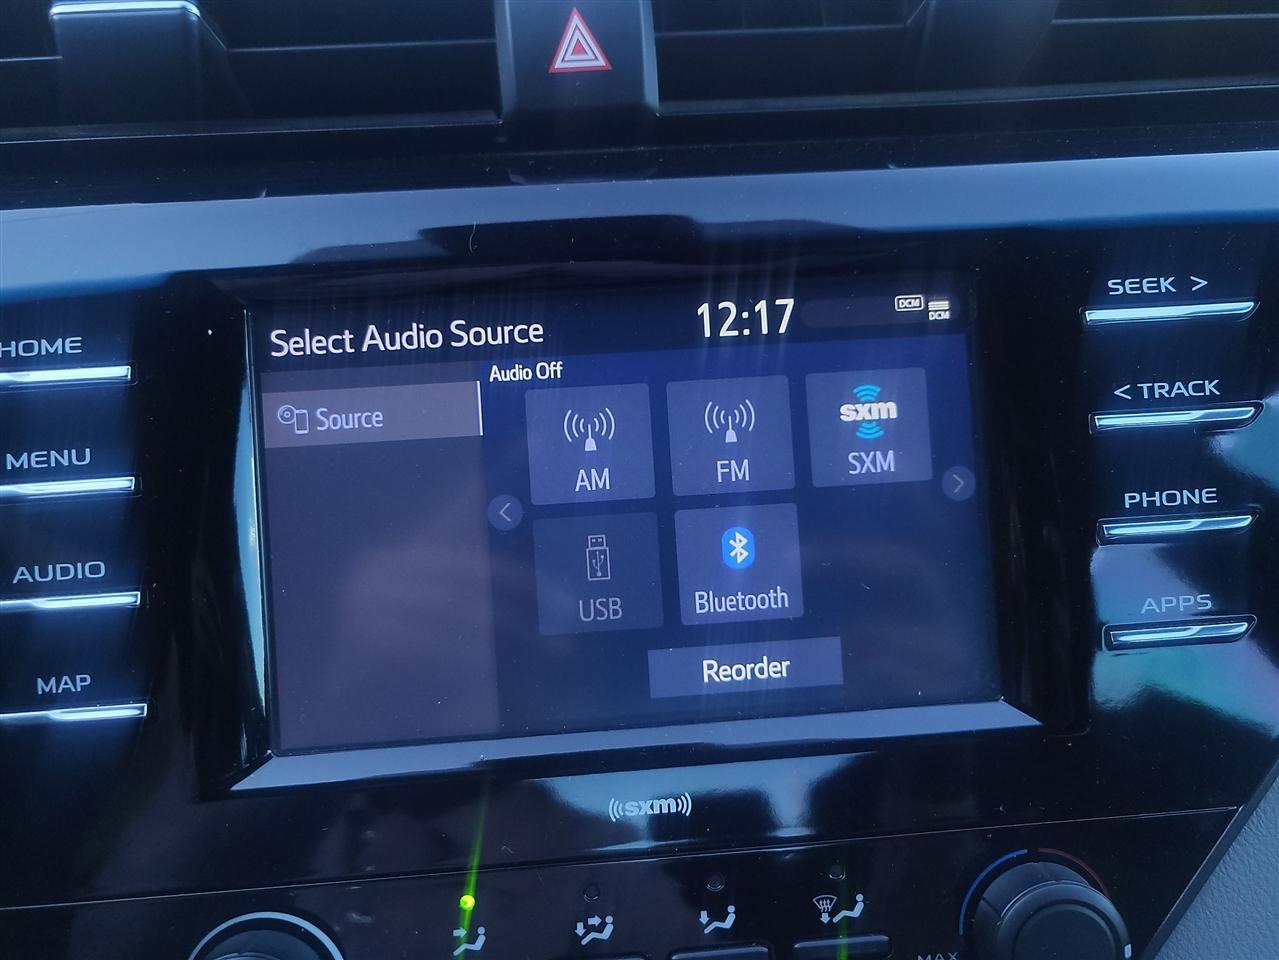 Select Audio Source
12:17
DCM
DCM
Source
Audio Off
AM
FM
sxm
SXM
<
>
USB
Bluetooth
Reorder
HOME
MENU
AUDIO
MAP
SEEK >
< TRACK
PHONE
APPS
((sxm))
MAX